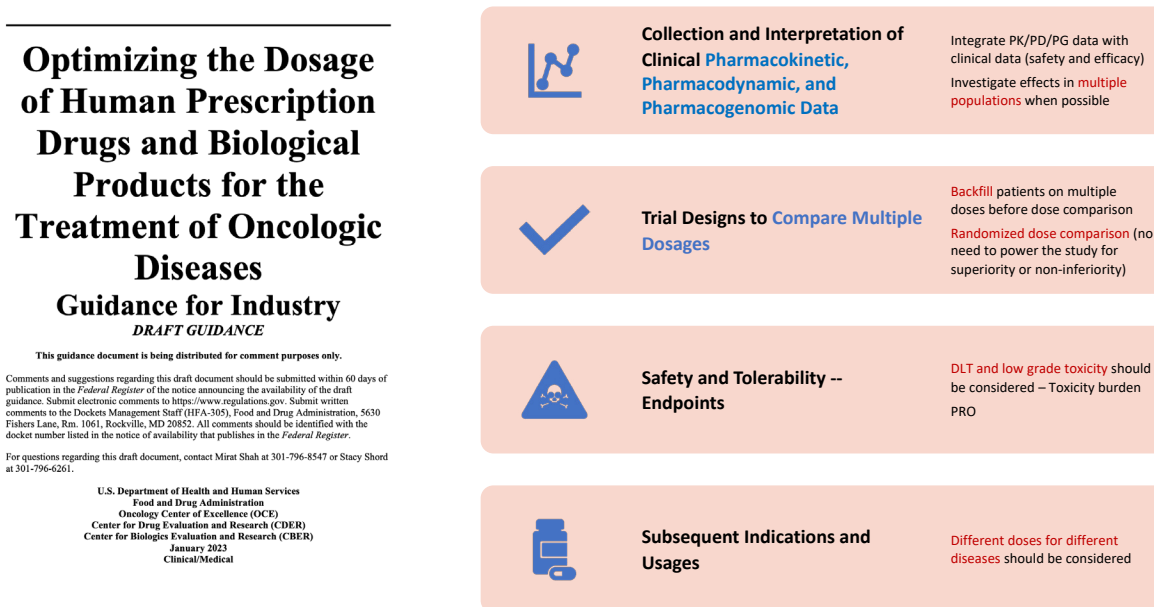 Optimizing the Dosage
of Human Prescription
Drugs and Biological
Products for the
Treatment of Oncologic
Diseases
Guidance for Industry
DRAFT GUIDANCE
This guidance document is being distributed for comment purposes only.
Comments and suggestions regarding this draft document should be submitted within 60 days of
publication in the Federal Register of the notice announcing the availability of the draft
guidance. Submit electronic comments to https://www.regulations.gov. Submit written
comments to the Dockets Management Staff (HFA-305), Food and Drug Administration, 5630
Fishers Lane, Rm. 1061, Rockville, MD 20852. All comments should be identified with the
docket number listed in the notice of availability that publishes in the Federal Register.
For questions regarding this draft document, contact Mirat Shah at 301-796-8547 or Stacy Shord
at 301-796-6261.
U.S. Department of Health and Human Services
Food and Drug Administration
Oncology Center of Excellence (OCE)
Center for Drug Evaluation and Research (CDER)
Center for Biologics Evaluation and Research (CBER)
January 2023
Clinical/Medical
Collection and Interpretation of
Clinical Pharmacokinetic,
Pharmacodynamic, and
Pharmacogenomic Data
Integrate PK/PD/PG data with
clinical data (safety and efficacy)
Investigate effects in multiple
populations when possible
Trial Designs to Compare Multiple
Dosages
Backfill patients on multiple
doses before dose comparison
Randomized dose comparison (no
need to power the study for
superiority or non-inferiority)
Safety and Tolerability --
Endpoints
DLT and low grade toxicity should
be considered – Toxicity burden
PRO
Subsequent Indications and
Usages
Different doses for different
diseases should be considered